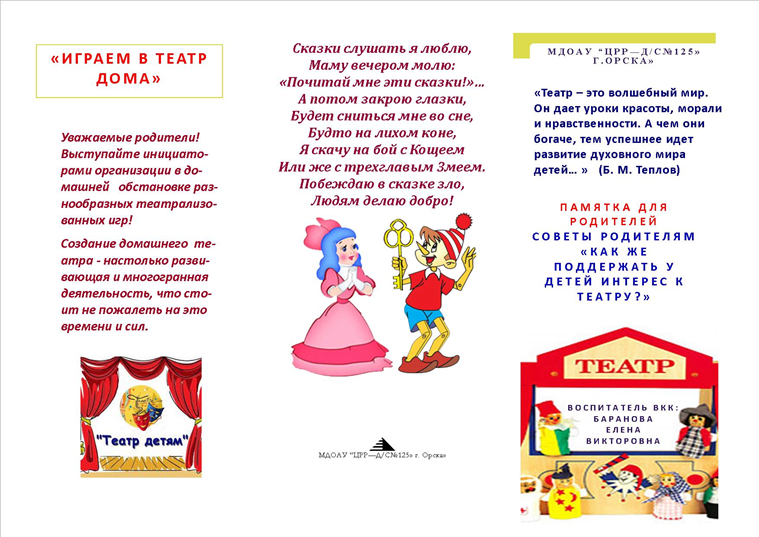 «ИГРАЕМ В ТЕАТР
ДОМА»
Уважаемые родители!
Выступайте инициато-
рами организации в до-
машней обстановке раз-
нообразных театрализо-
ванных игр!
Создание домашнего те-
атра - настолько разви-
вающая и многогранная
деятельность, что сто-
ит не пожалеть на это
времени и сил.
"Театр детям"
Сказки слушать я люблю,
Маму вечером молю:
«Почитай мне эти сказки!»…
А потом закрою глазки,
Будет сниться мне во сне,
Будто на лихом коне,
Я скачу на бой с Кощеем
Или же с трехглавым Змеем.
Побеждаю в сказке зло,
Людям делаю добро!
МДОАУ "ЦРР—Д/С№125» г. Орска»
МДОАУ "ЦРР—Д/С№125»
Г.ОРСКА»
«Театр – это волшебный мир.
Он дает уроки красоты, морали
и нравственности. А чем они
богаче, тем успешнее идет
развитие духовного мира
детей… » (Б. М. Теплов)
ПАМЯТКА ДЛЯ
РОДИТЕЛЕЙ
СОВЕТЫ РОДИТЕЛЯМ
«КАК ЖЕ
ПОДДЕРЖАТЬ У
ДЕТЕЙ ИНТЕРЕС К
ТЕАТРУ?»
ТЕАТР
ВОСПИТАТЕЛЬ ВКК:
БАРАНОВА
ЕЛЕНА
ВИКТОРОВНА